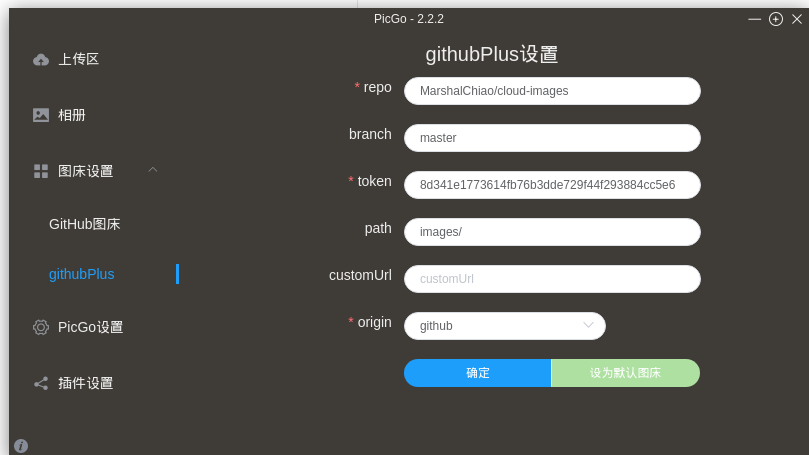 PicGo - 2.2.2
上传区
相册
图床设置
GitHub图床
githubPlus
PicGo设置
插件设置
githubPlus设置
* repo MarshalChiao/cloud-images
branch master
* token 8d341e1773614fb76b3dde729f44f293884cc5e6
path images/
customUrl customUrl
* origin github
确定 设为默认图床